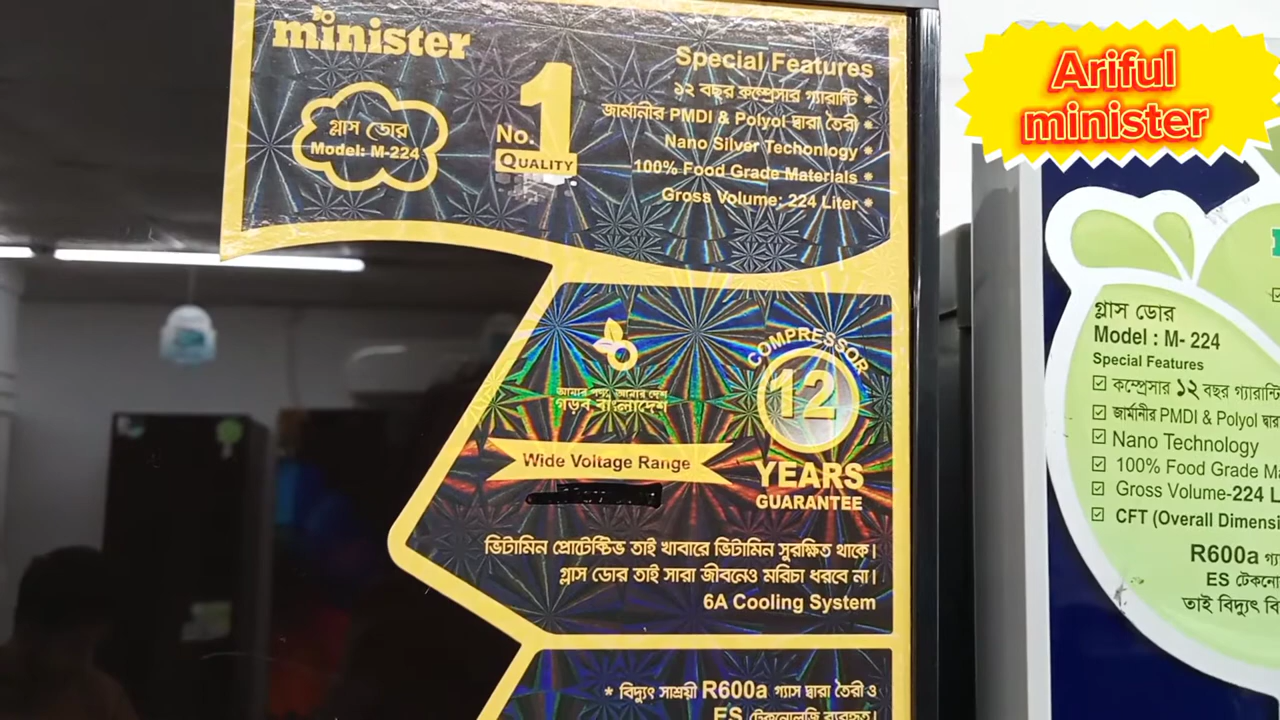 minister
গ্লাস ডোর
Model: M-224
No. 1
QUALITY
Special Features
১২ বছর কম্প্রেসার গ্যারান্টি *
জার্মানীর PMDI & Polyol দ্বারা তৈরী *
Nano Silver Techonlogy *
100% Food Grade Materials *
Gross Volume: 224 Liter *
আমার পণ্য, আমার দেশ
গড়ব বাংলাদেশ
COMPRESSOR
12
YEARS
GUARANTEE
Wide Voltage Range
ভিটামিন প্রোটেক্টিভ তাই খাবারে ভিটামিন সুরক্ষিত থাকে।
গ্লাস ডোর তাই সারা জীবনেও মরিচা ধরবে না।
6A Cooling System
* বিদ্যুৎ সাশ্রয়ী R600a গ্যাস দ্বারা তৈরী ও
ES টেকনোলজি ব্যবহৃত।
Ariful
minister
গ্লাস ডোর
Model : M- 224
Special Features
কম্প্রেসার ১২ বছর গ্যারান্টি
জার্মানীর PMDI & Polyol
Nano Technology
100% Food Grade
Gross Volume-224
CFT (Overall
R600a
ES
তাই বিদ্যুৎ